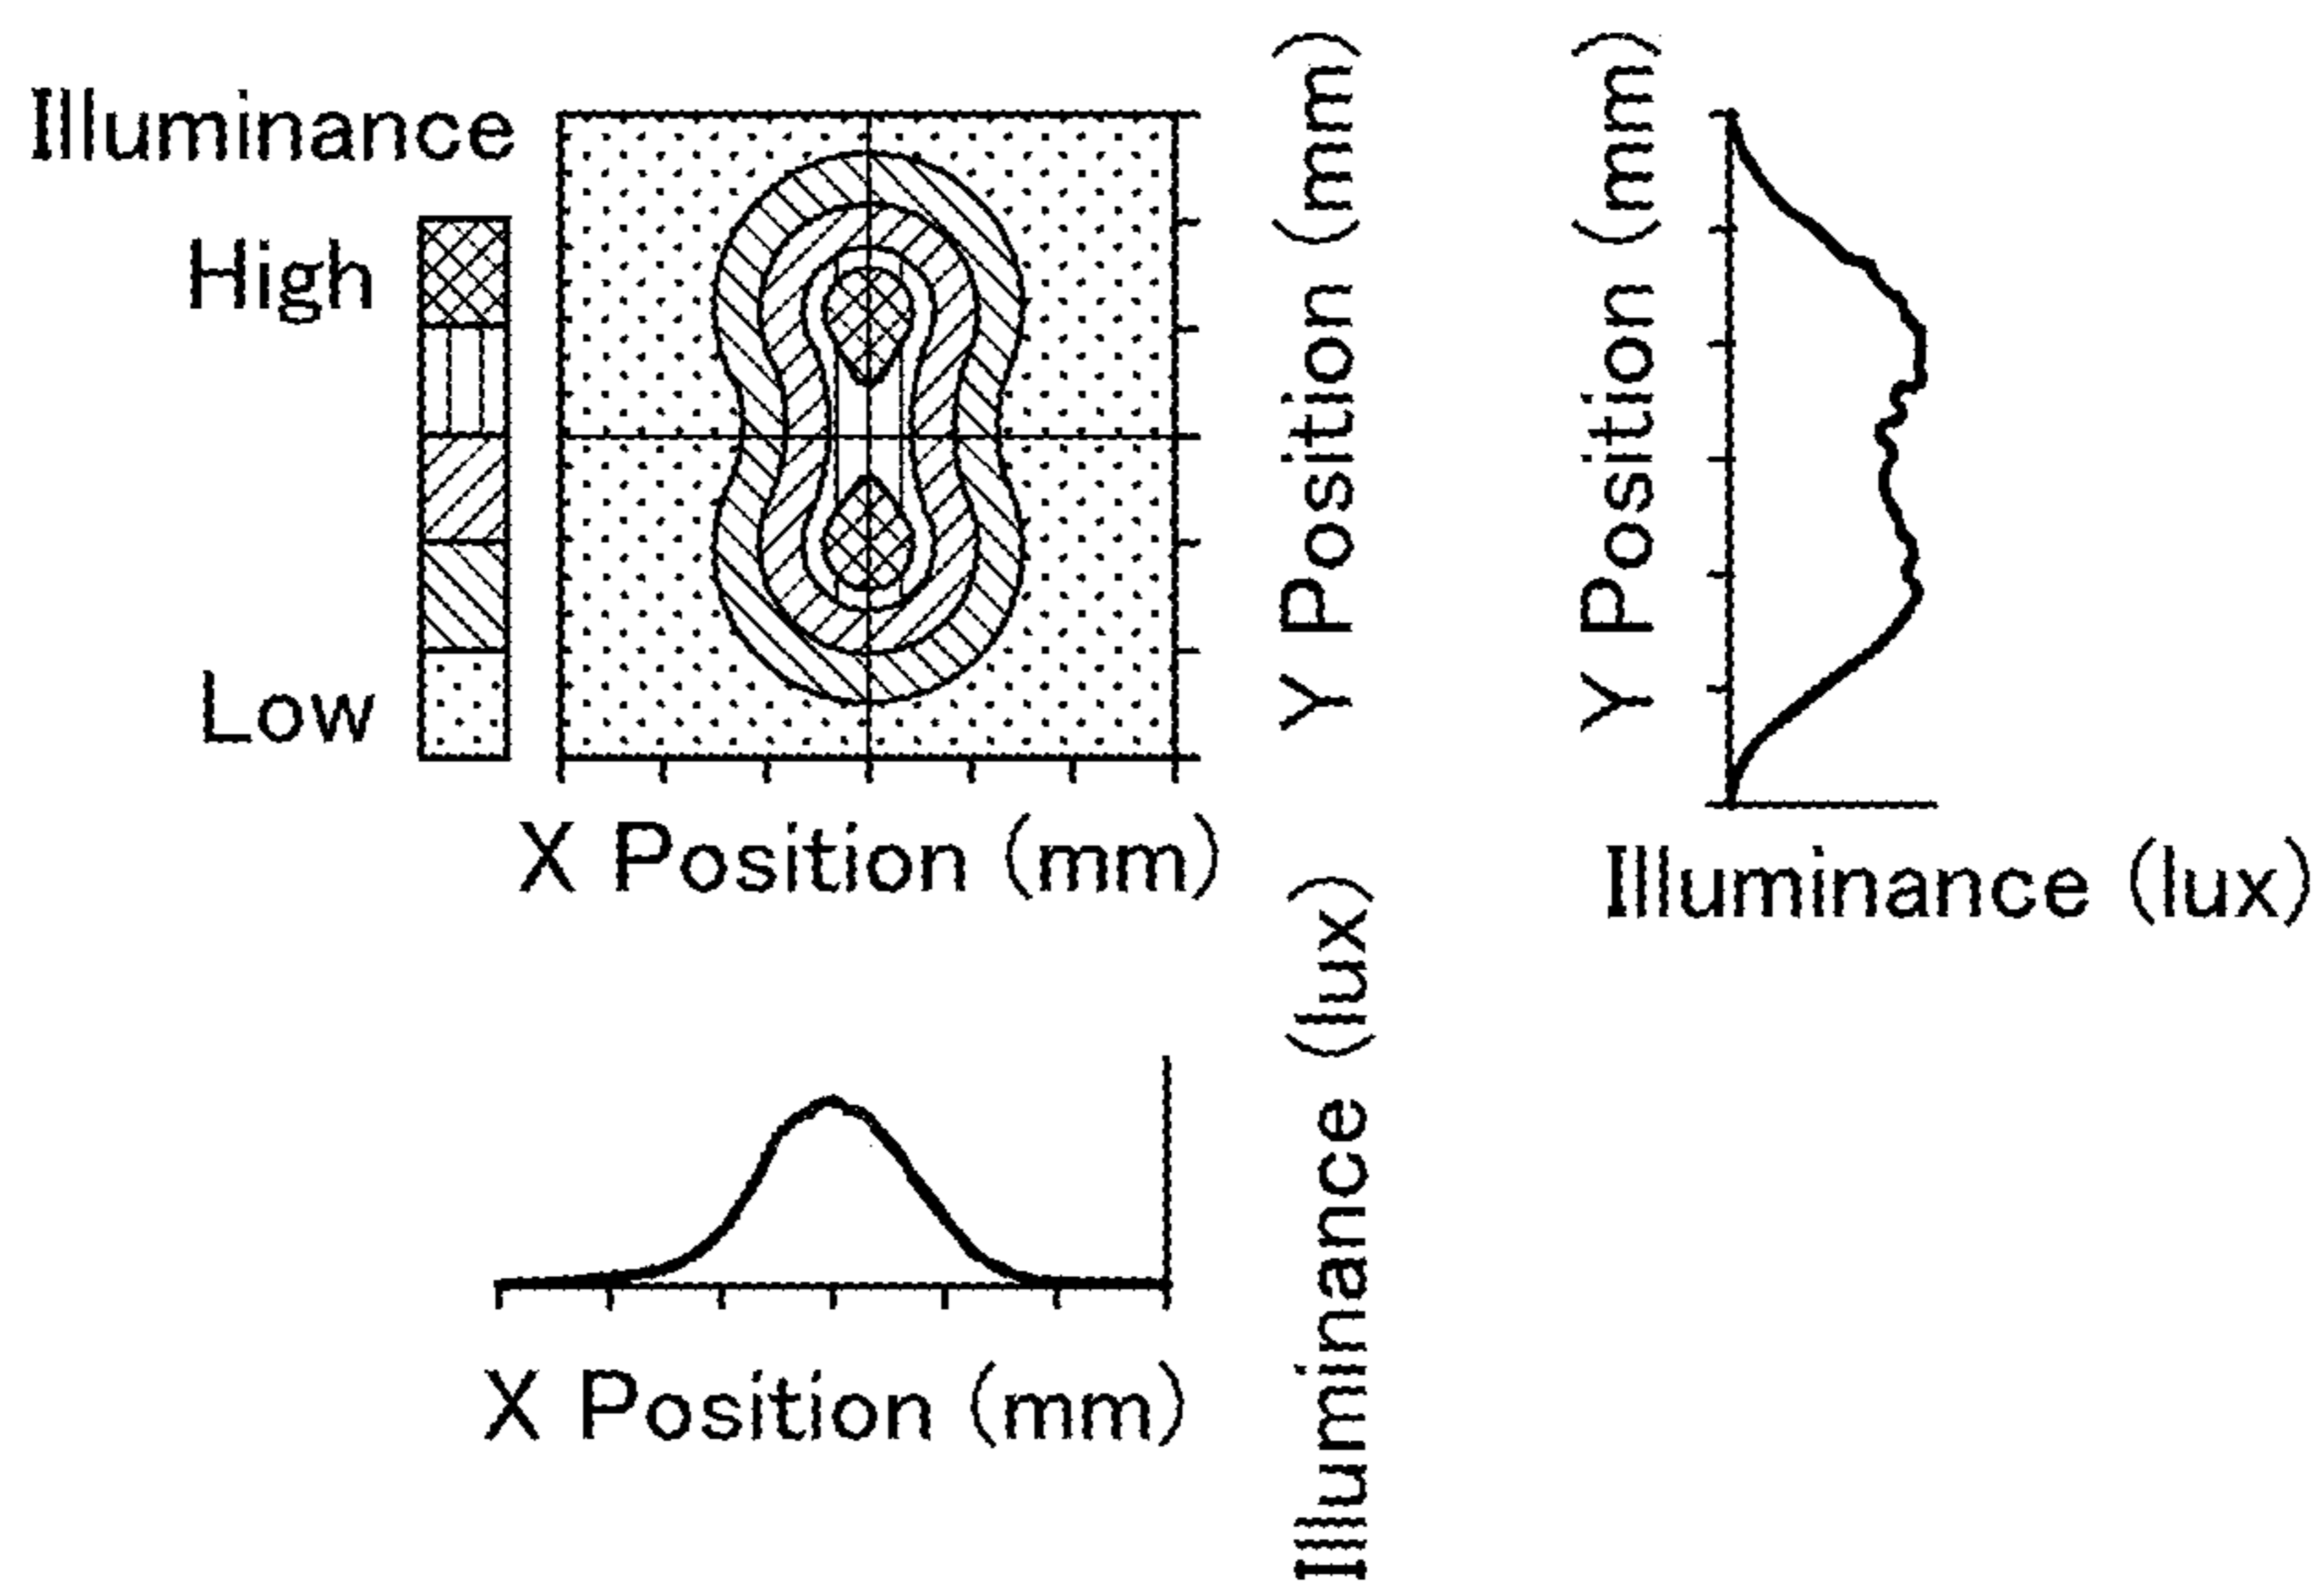 Illuminance
High
Low
X Position (mm)
Y Position (mm)
Y Position (mm)
Illuminance (lux)
X Position (mm)
Illuminance (lux)